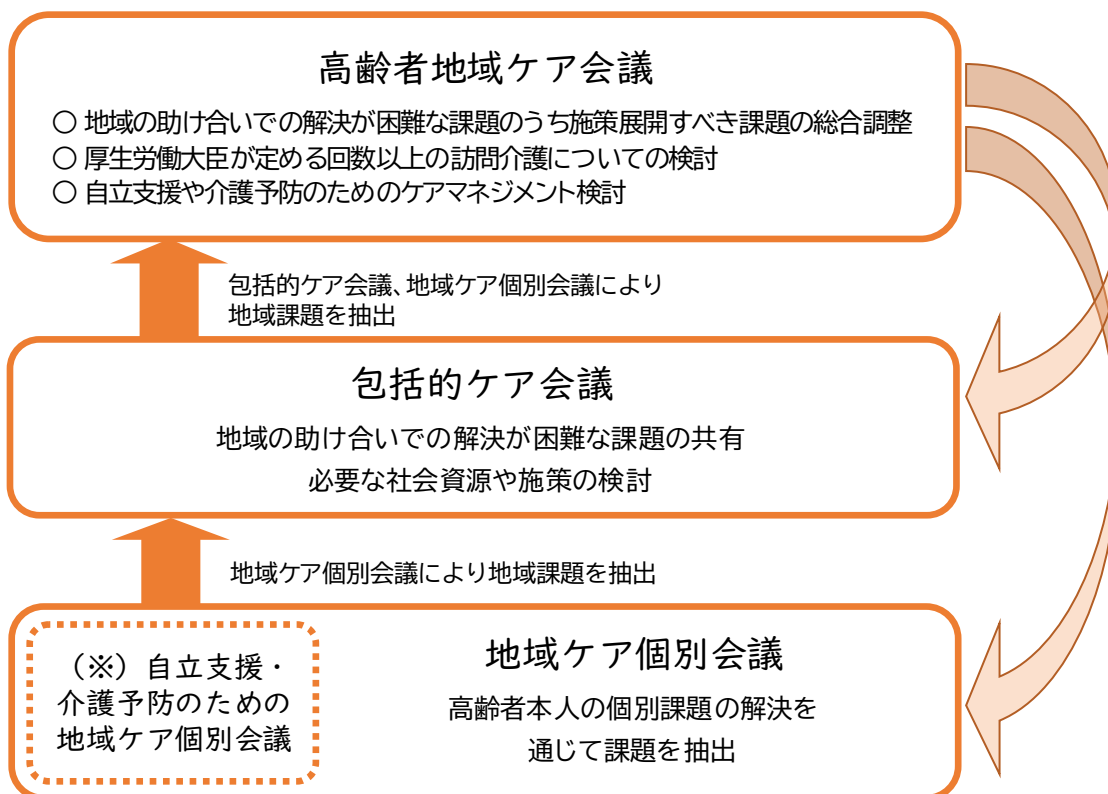 高齢者地域ケア会議
○ 地域の助け合いでの解決が困難な課題のうち施策展開すべき課題の総合調整
○ 厚生労働大臣が定める回数以上の訪問介護についての検討
○ 自立支援や介護予防のためのケアマネジメント検討
包括的ケア会議、地域ケア個別会議により
地域課題を抽出
包括的ケア会議
地域の助け合いでの解決が困難な課題の共有
必要な社会資源や施策の検討
地域ケア個別会議により地域課題を抽出
（※）自立支援・
介護予防のための
地域ケア個別会議
地域ケア個別会議
高齢者本人の個別課題の解決を
通じて課題を抽出